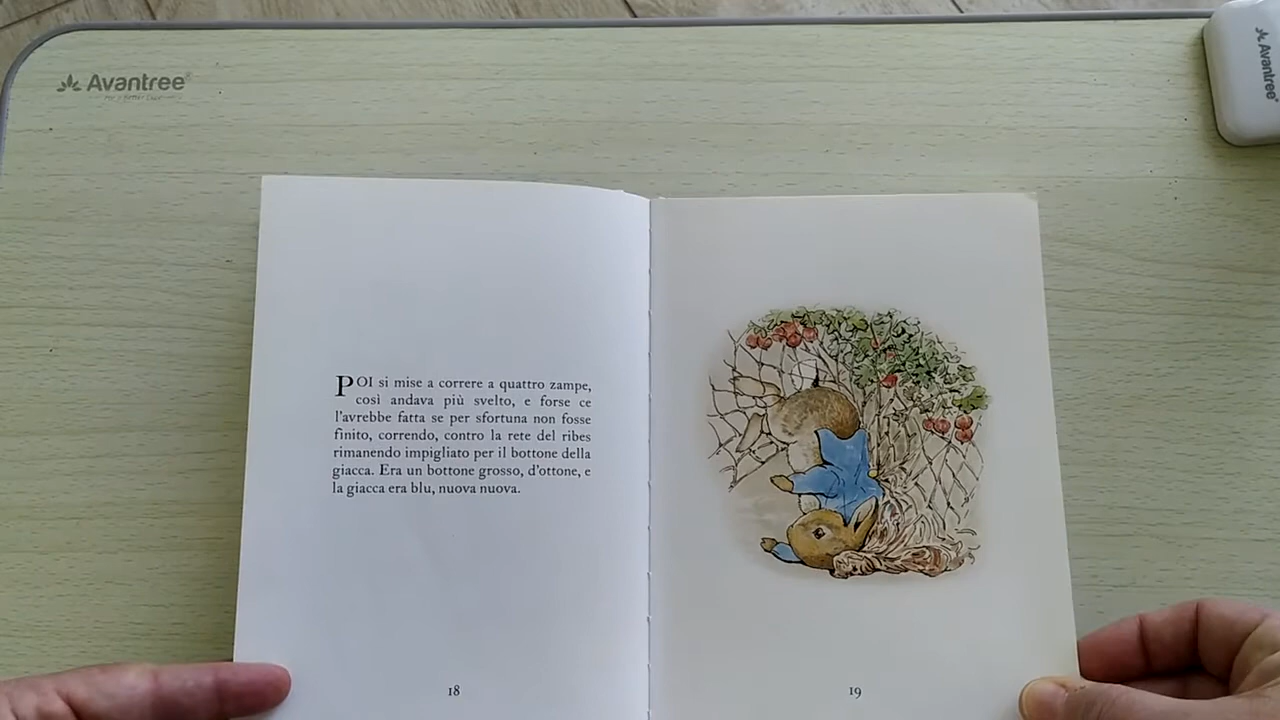 Avantree
Avantree
POI si mise a correre a quattro zampe,
così andava più svelto, e forse ce
l'avrebbe fatta se per sfortuna non fosse
finito, correndo, contro la rete del ribes
rimanendo impigliato per il bottone della
giacca. Era un bottone grosso, d'ottone, e
la giacca era blu, nuova nuova.
18
19